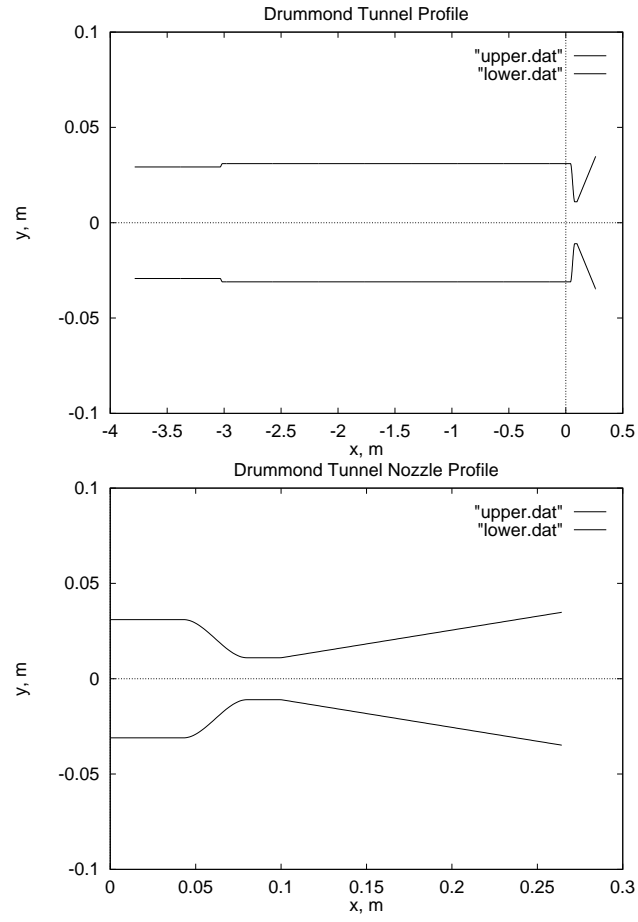 Drummond Tunnel Profile
0.1
"upper.dat"
"lower.dat"
0.05
y, m
0
-0.05
-0.1
-4 -3.5 -3 -2.5 -2 -1.5 -1 -0.5 0 0.5
x, m
Drummond Tunnel Nozzle Profile
0.1
"upper.dat"
"lower.dat"
0.05
y, m
0
-0.05
-0.1
0 0.05 0.1 0.15 0.2 0.25 0.3
x, m